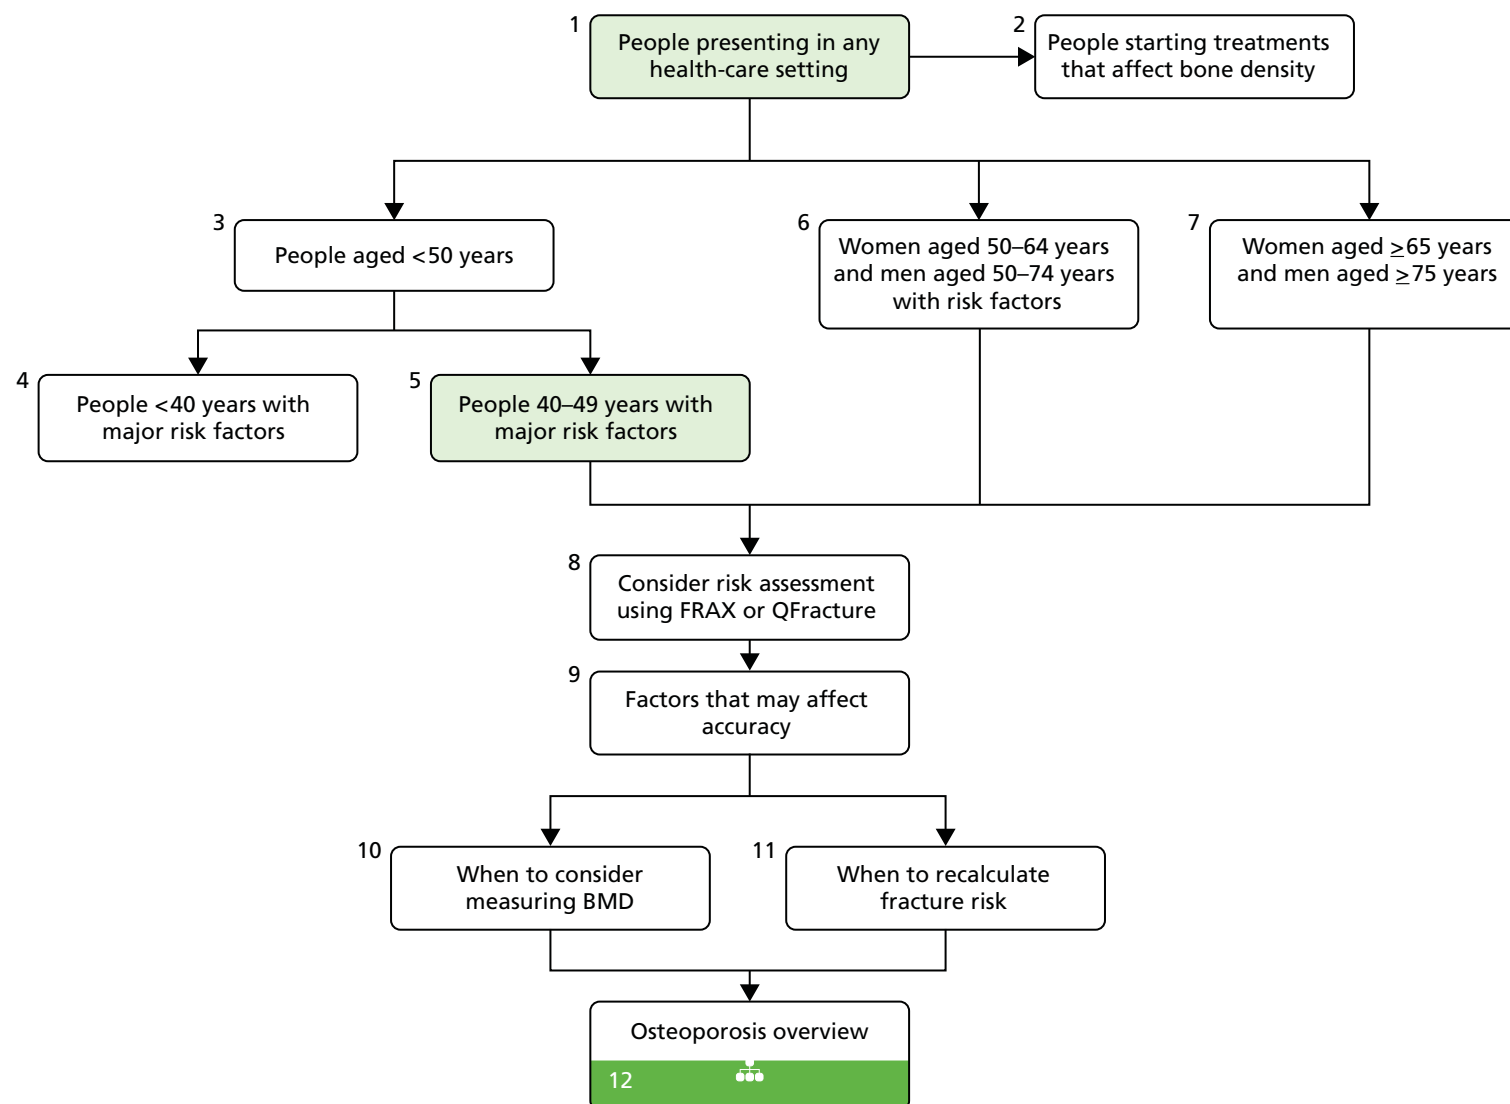 1
People presenting in any
health-care setting
2
People starting treatments
that affect bone density
3
People aged <50 years
6
Women aged 50–64 years
and men aged 50–74 years
with risk factors
7
Women aged ≥65 years
and men aged ≥75 years
4
People <40 years with
major risk factors
5
People 40–49 years with
major risk factors
8
Consider risk assessment
using FRAX or QFracture
9
Factors that may affect
accuracy
10
When to consider
measuring BMD
11
When to recalculate
fracture risk
Osteoporosis overview
12